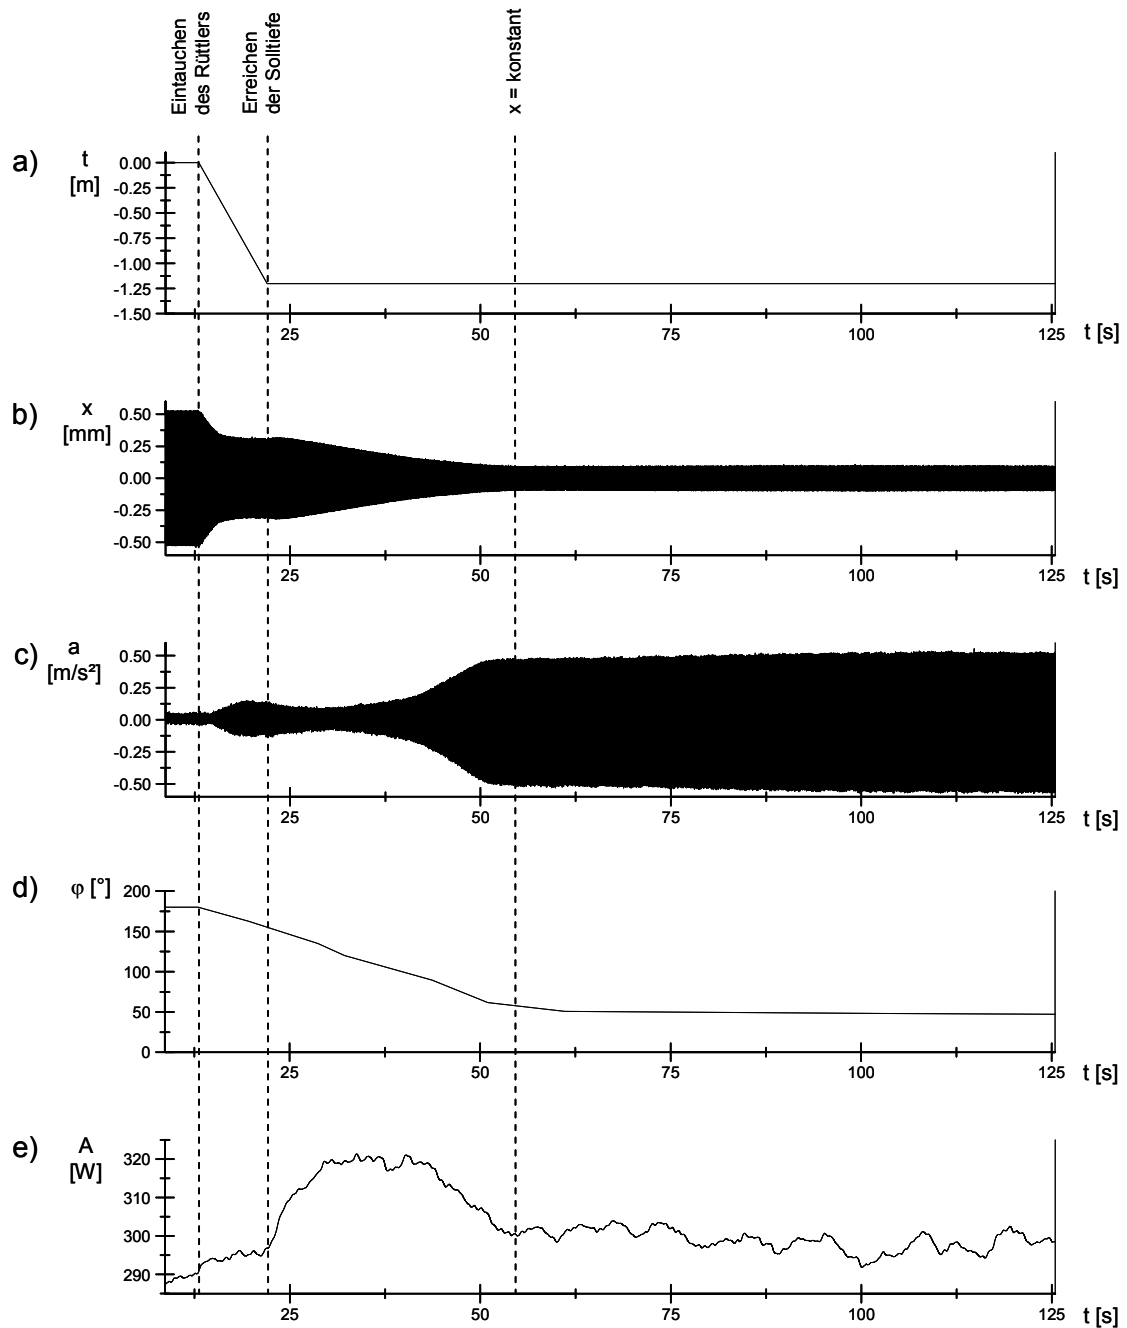 Eintauchen
des Rüttlers
Erreichen
der Solltiefe
x = konstant
a)
t
[m]
0.00
-0.25
-0.50
-0.75
-1.00
-1.25
-1.50
25
50
75
100
125
t [s]
b)
x
[mm]
0.50
0.25
0.00
-0.25
-0.50
25
50
75
100
125
t [s]
c)
a
[m/s²]
0.50
0.25
0.00
-0.25
-0.50
25
50
75
100
125
t [s]
d)
φ [°]
200
150
100
50
0
25
50
75
100
125
t [s]
e)
A
[W]
320
310
300
290
25
50
75
100
125
t [s]